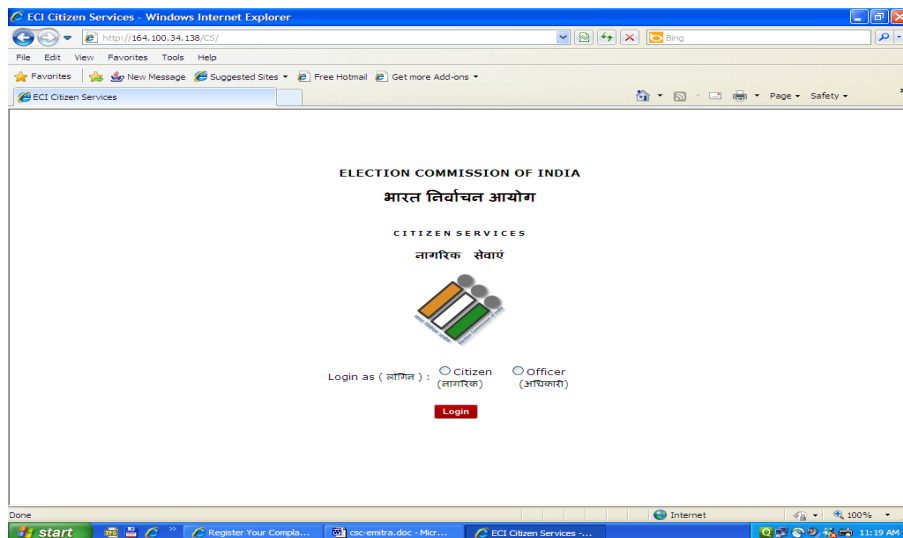 ECI Citizen Services - Windows Internet Explorer
http://164.100.34.138/CS/
Bing
File Edit View Favorites Tools Help
Favorites New Message Suggested Sites Free Hotmail Get more Add-ons
ECI Citizen Services
Page Safety
ELECTION COMMISSION OF INDIA
भारत निर्वाचन आयोग
CITIZEN SERVICES
नागरिक सेवाएं
Login as ( लॉगिन ) : Citizen Officer
(नागरिक) (अधिकारी)
Login
Done Internet 100%
start Register Your Compla... csc-emitra.doc - Micr... ECI Citizen Services -... 11:19 AM